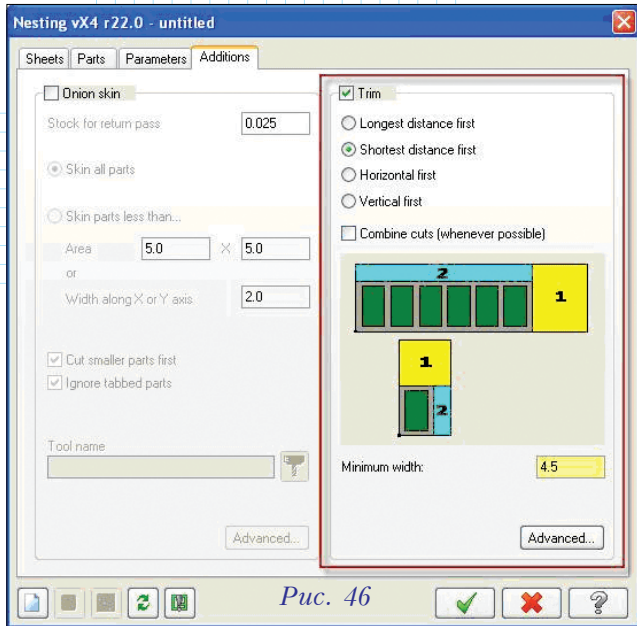 Nesting vX4 r22.0 - untitled
Sheets Parts Parameters Additions
Onion skin
Stock for return pass 0.025
Skin all parts
Skin parts less than...
Area 5.0 X 5.0
or
Width along X or Y axis 2.0
Cut smaller parts first
Ignore tabbed parts
Tool name
Advanced...
Trim
Longest distance first
Shortest distance first
Horizontal first
Vertical first
Combine cuts (whenever possible)
2
1
1
2
Minimum width: 4.5
Advanced...
Рис. 46